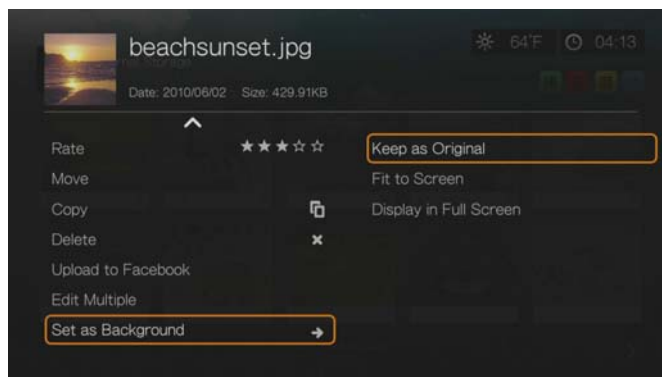 beachsunset.jpg
64°F 04:13
Date: 2010/06/02 Size: 429.91KB
Rate
Move
Copy
Delete
Upload to Facebook
Edit Multiple
Set as Background
Keep as Original
Fit to Screen
Display in Full Screen